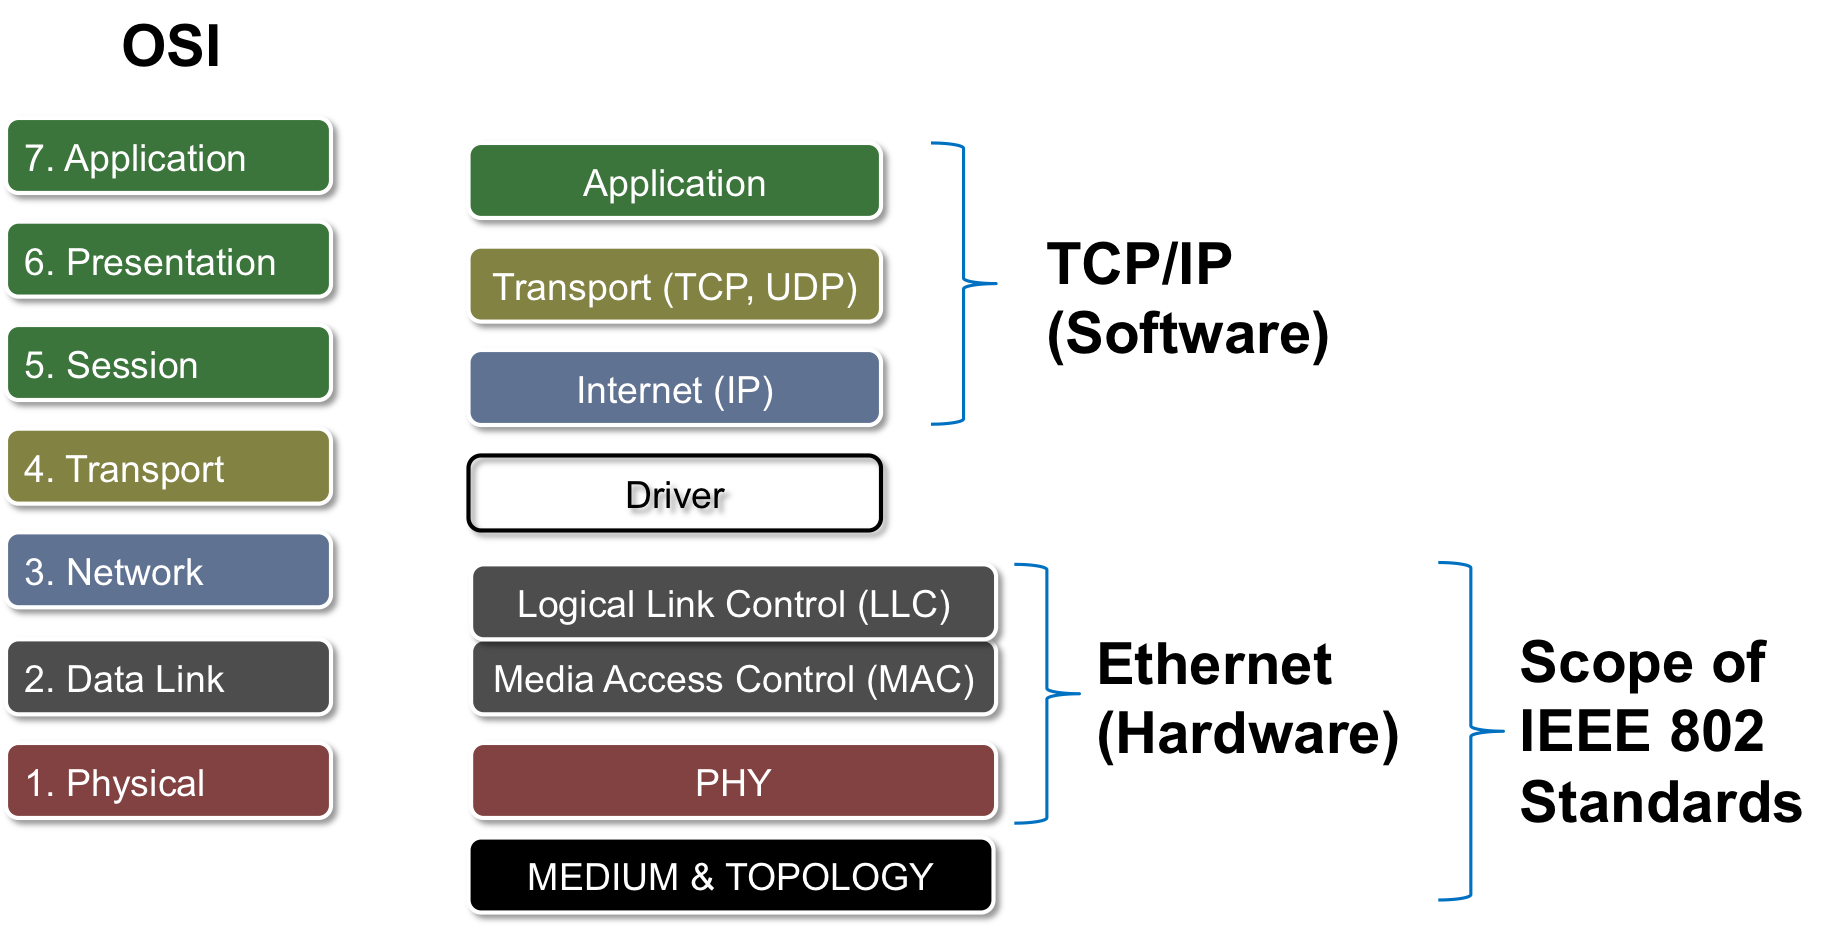 OSI
7. Application
6. Presentation
5. Session
4. Transport
3. Network
2. Data Link
1. Physical
Application
Transport (TCP, UDP)
Internet (IP)
Driver
Logical Link Control (LLC)
Media Access Control (MAC)
PHY
MEDIUM & TOPOLOGY
TCP/IP
(Software)
Ethernet
(Hardware)
Scope of
IEEE 802
Standards